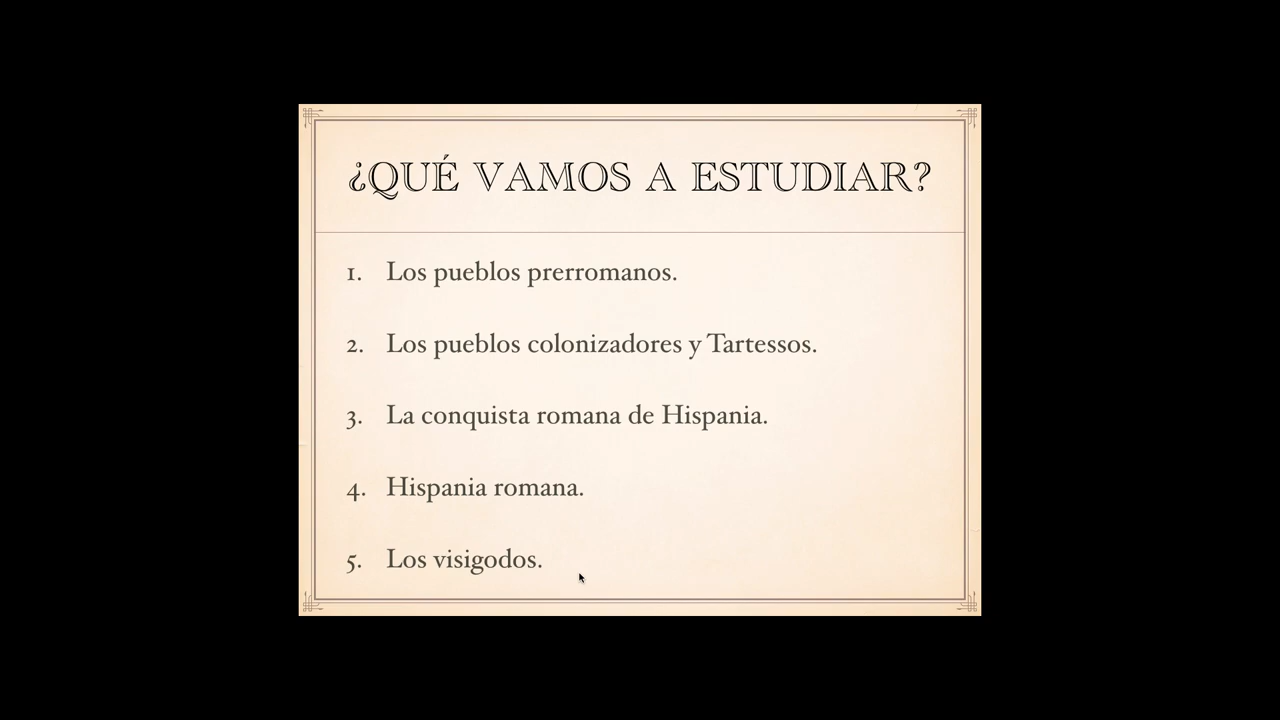 ¿QUÉ VAMOS A ESTUDIAR?
1. Los pueblos prerromanos.
2. Los pueblos colonizadores y Tartessos.
3. La conquista romana de Hispania.
4. Hispania romana.
5. Los visigodos.